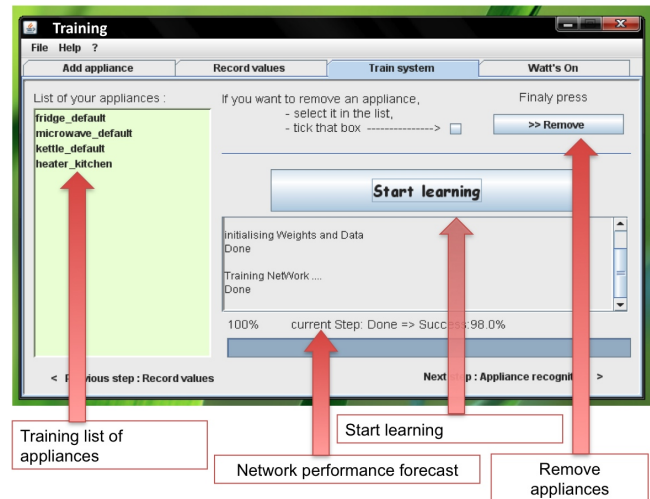 Training
File Help ?
Add appliance
Record values
Train system
Watt's On
List of your appliances :
fridge_default
microwave_default
kettle_default
heater_kitchen
If you want to remove an appliance,
- select it in the list,
- tick that box --------------->
Finaly press
>> Remove
Start learning
initialising Weights and Data
Done
Training NetWork ....
Done
100% current Step: Done => Success:98.0%
< Previous step : Record values
Next step : Appliance recognition >
Training list of
appliances
Start learning
Network performance forecast
Remove
appliances